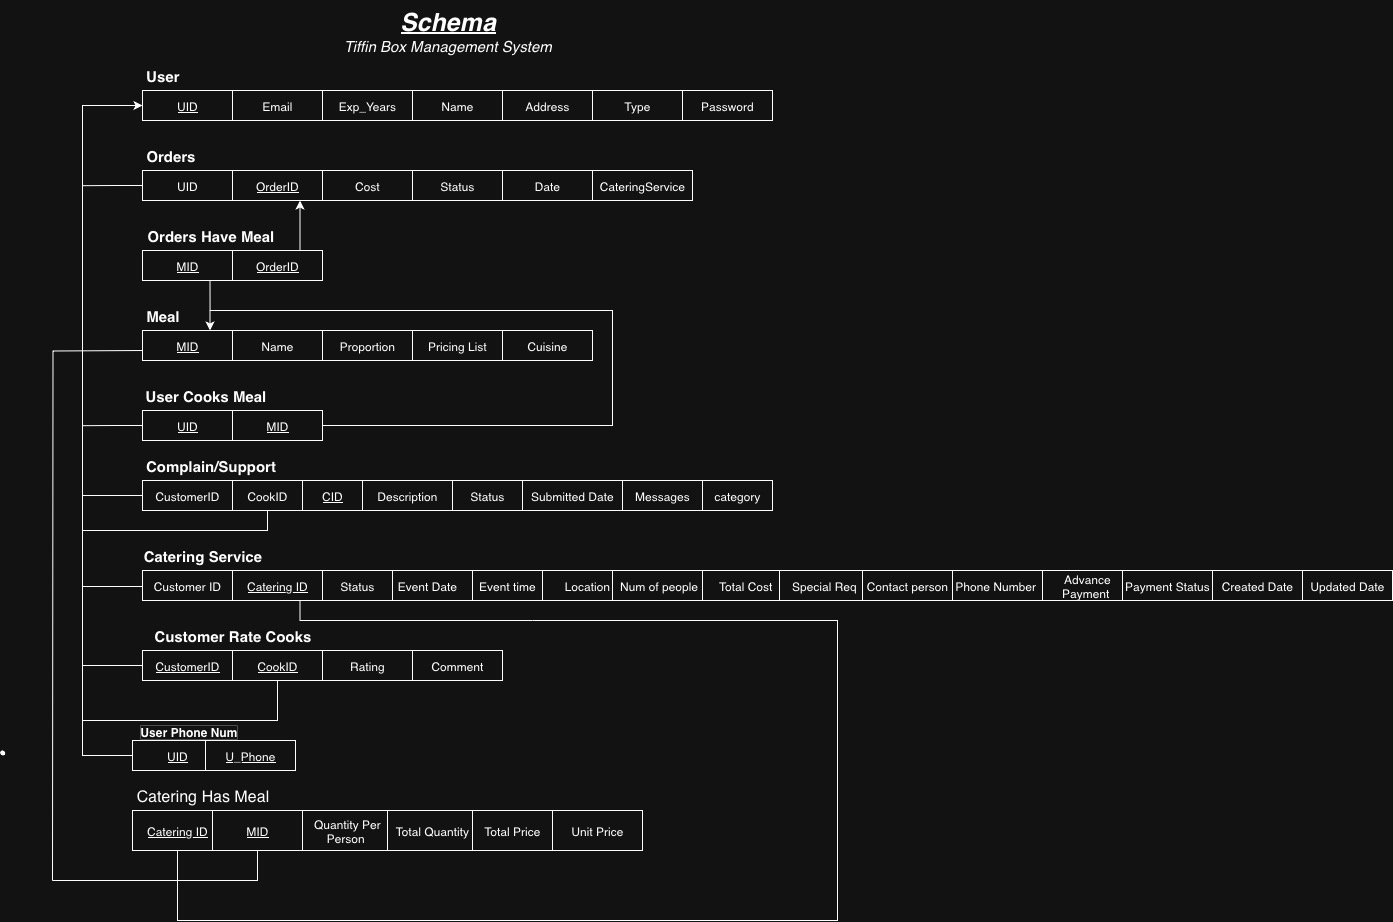 Schema
Tiffin Box Management System
User
UID Email Exp_Years Name Address Type Password
Orders
UID OrderID Cost Status Date CateringService
Orders Have Meal
MID OrderID
Meal
MID Name Proportion Pricing List Cuisine
User Cooks Meal
UID MID
Complain/Support
CustomerID CookID CID Description Status Submitted Date Messages category
Catering Service
Customer ID Catering ID Status Event Date Event time Location Num of people Total Cost Special Req Contact person Phone Number Advance Payment Payment Status Created Date Updated Date
Customer Rate Cooks
CustomerID CookID Rating Comment
User Phone Num
UID U_Phone
Catering Has Meal
Catering ID MID Quantity Per Person Total Quantity Total Price Unit Price